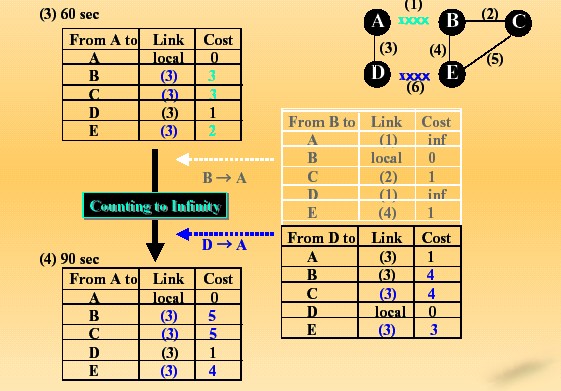 (3) 60 sec
From A to Link Cost
A local 0
B (3) 3
C (3) 3
D (3) 1
E (3) 2
(1)
A xxxx B (2) C
(3) (4) (5)
D xxxx E
(6)
From B to Link Cost
A (1) inf
B local 0
C (2) 1
D (1) inf
E (4) 1
B → A
Counting to Infinity
D → A
From D to Link Cost
A (3) 1
B (3) 4
C (3) 4
D local 0
E (3) 3
(4) 90 sec
From A to Link Cost
A local 0
B (3) 5
C (3) 5
D (3) 1
E (3) 4